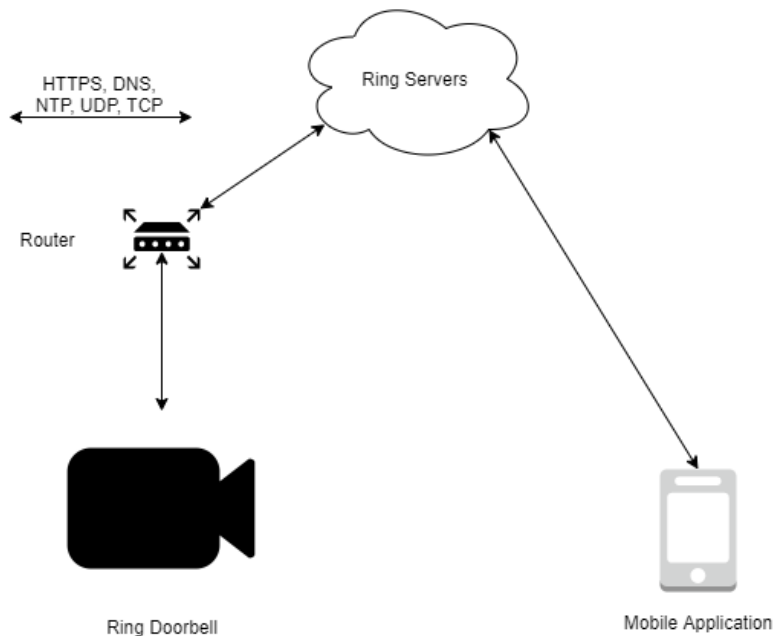 HTTPS, DNS,
NTP, UDP, TCP
Ring Servers
Router
Ring Doorbell
Mobile Application